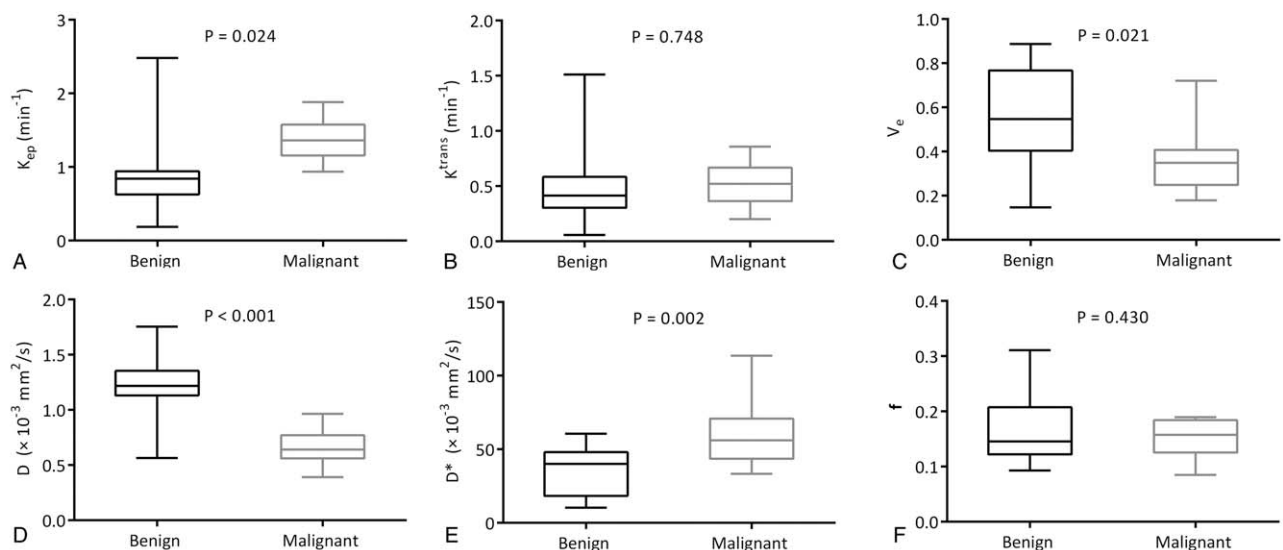 3
2
1
0
K_ep (min⁻¹)
P = 0.024
Benign
Malignant
A
2.0
1.5
1.0
0.5
0.0
K^trans (min⁻¹)
P = 0.748
Benign
Malignant
B
1.0
0.8
0.6
0.4
0.2
0.0
V_e
P = 0.021
Benign
Malignant
C
2.0
1.5
1.0
0.5
0.0
D (× 10⁻³ mm²/s)
P < 0.001
Benign
Malignant
D
150
100
50
0
D* (× 10⁻³ mm²/s)
P = 0.002
Benign
Malignant
E
0.4
0.3
0.2
0.1
0.0
f
P = 0.430
Benign
Malignant
F